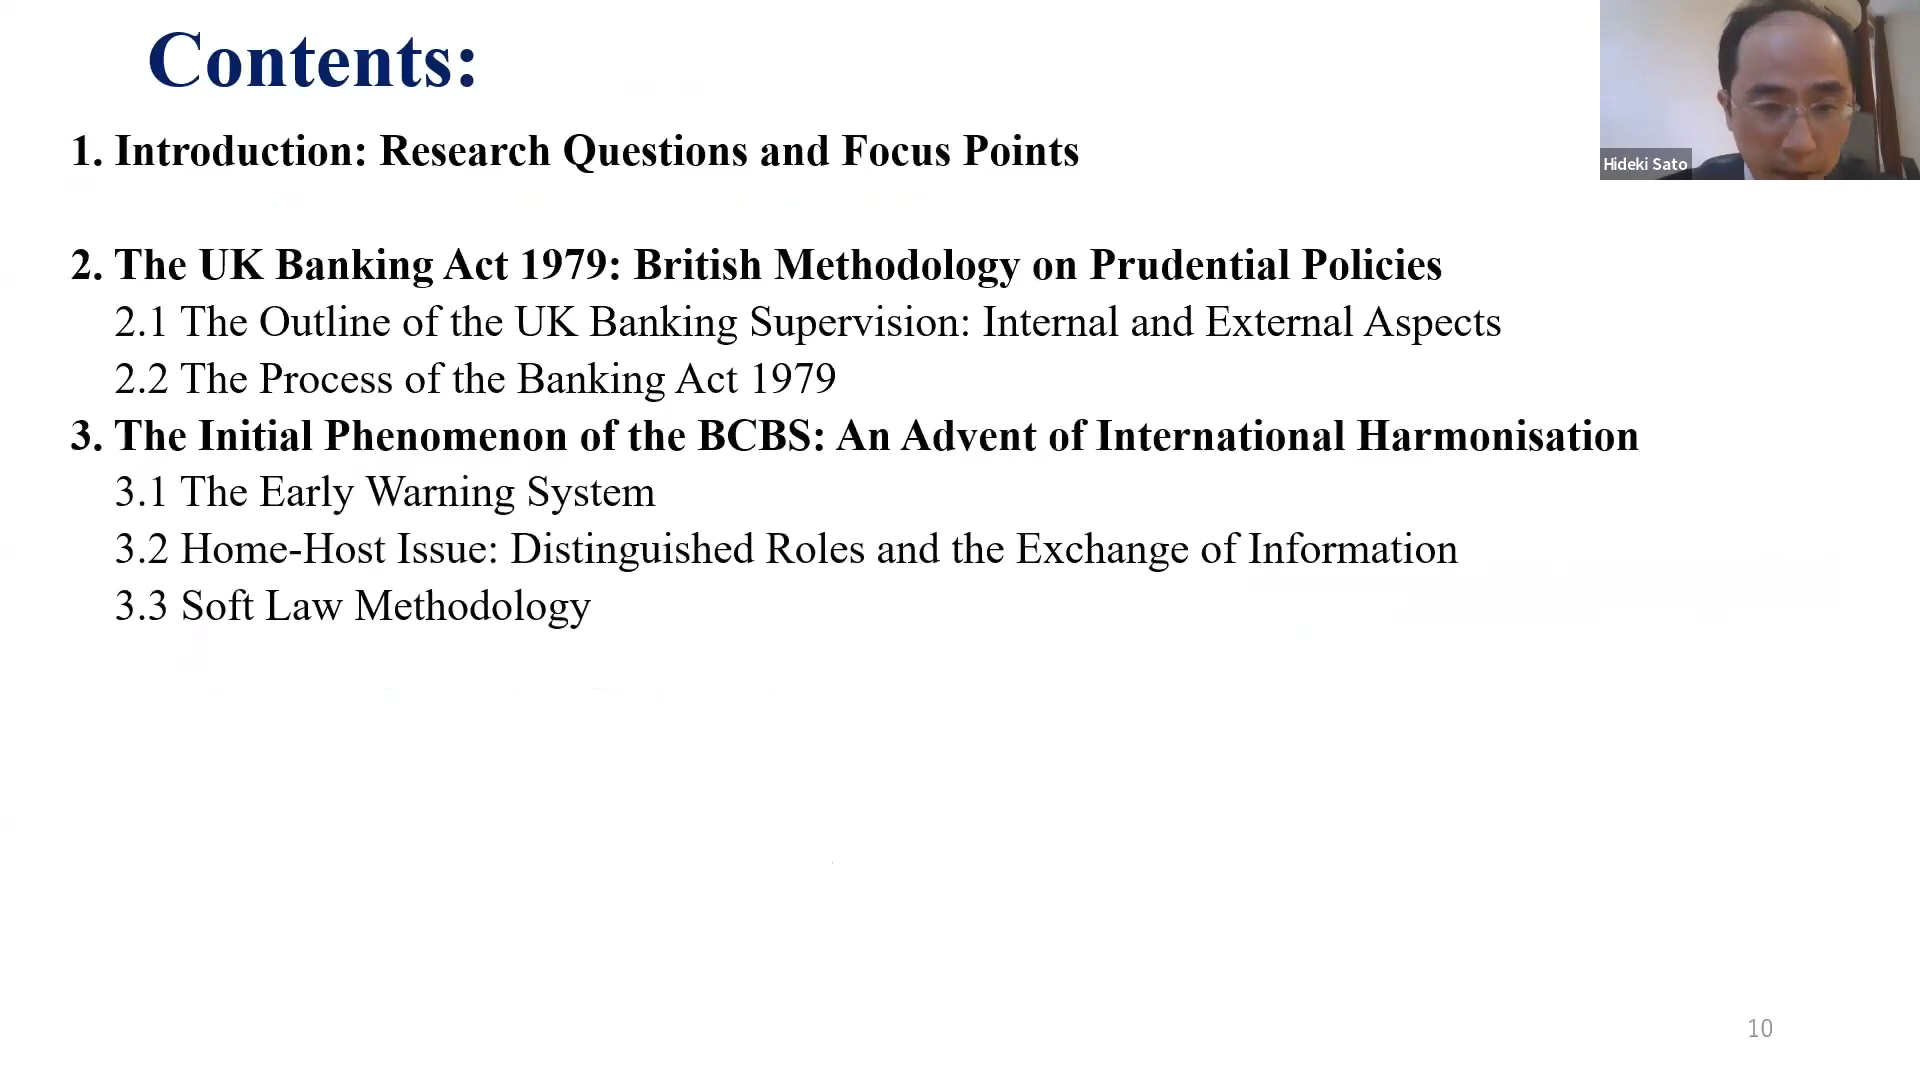 Contents:
1. Introduction: Research Questions and Focus Points
2. The UK Banking Act 1979: British Methodology on Prudential Policies
2.1 The Outline of the UK Banking Supervision: Internal and External Aspects
2.2 The Process of the Banking Act 1979
3. The Initial Phenomenon of the BCBS: An Advent of International Harmonisation
3.1 The Early Warning System
3.2 Home-Host Issue: Distinguished Roles and the Exchange of Information
3.3 Soft Law Methodology
Hideki Sato
10